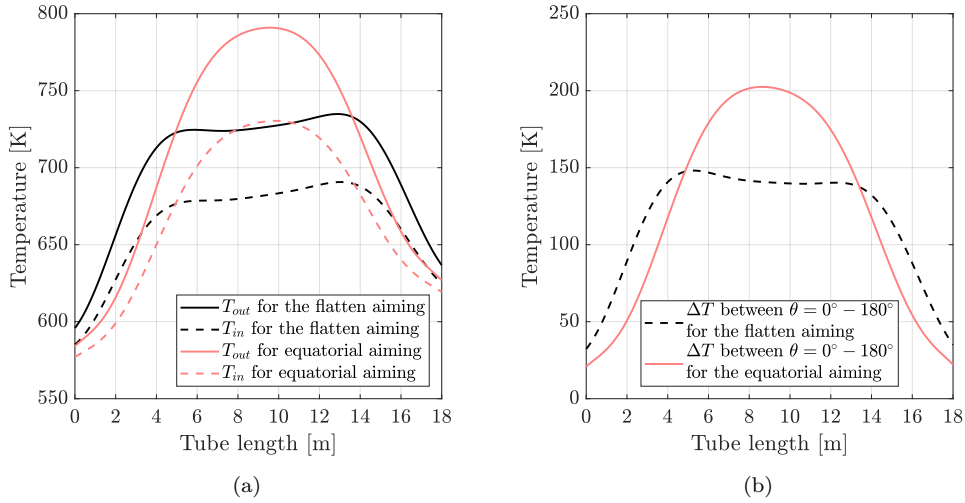 800
750
700
650
600
550
Temperature [K]
T_out for the flatten aiming
T_in for the flatten aiming
T_out for equatorial aiming
T_in for equatorial aiming
0 2 4 6 8 10 12 14 16 18
Tube length [m]
(a)
250
200
150
100
50
0
Temperature [K]
ΔT between θ = 0° − 180°
for the flatten aiming
ΔT between θ = 0° − 180°
for the equatorial aiming
0 2 4 6 8 10 12 14 16 18
Tube length [m]
(b)